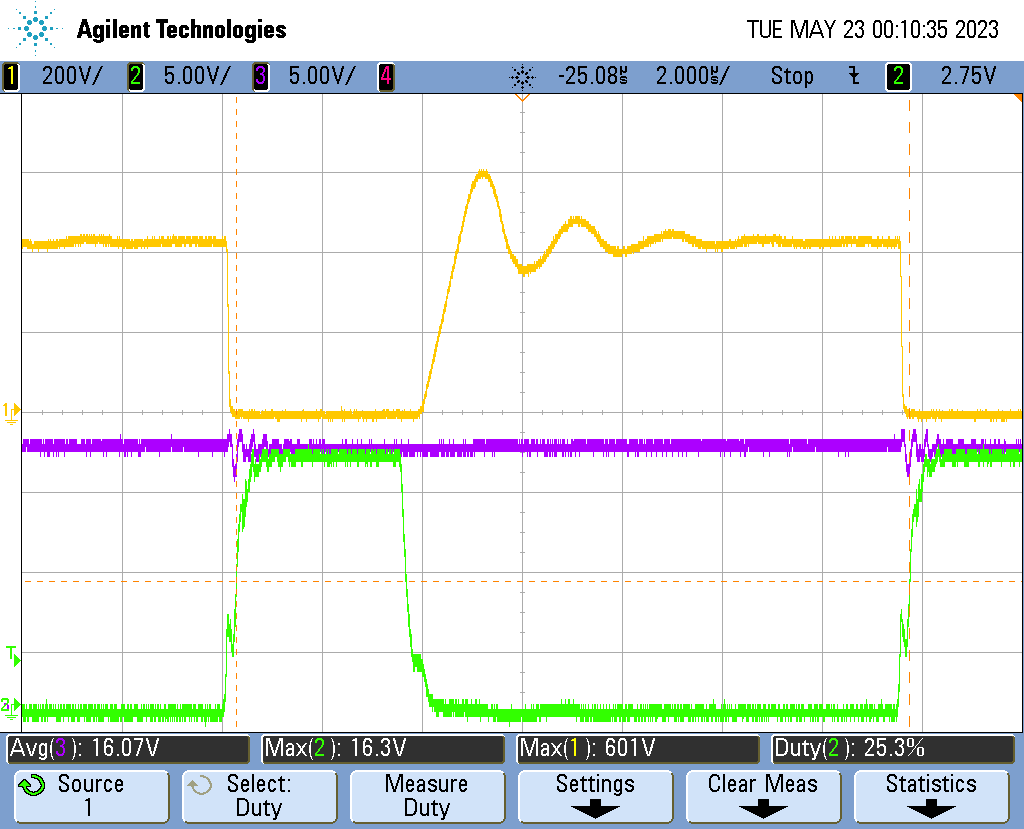 Agilent Technologies TUE MAY 23 00:10:35 2023
1 200V/ 2 5.00V/ 3 5.00V/ 4 -25.08µs 2.000µs/ Stop 2 2.75V
1
T
2
Avg(3): 16.07V Max(2): 16.3V Max(1): 601V Duty(2): 25.3%
Source Select: Measure Settings Clear Meas Statistics
1 Duty Duty